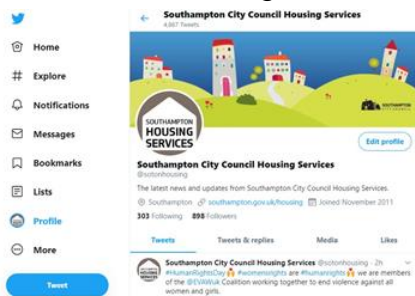 Southampton City Council Housing Services
4,867 Tweets
Home
Explore
Notifications
Messages
Bookmarks
Lists
Profile
More
Tweet
SOUTHAMPTON
HOUSING
SERVICES
SOUTHAMPTON
CITY COUNCIL
Edit profile
Southampton City Council Housing Services
@sotonhousing
The latest news and updates from Southampton City Council Housing Services.
Southampton southampton.gov.uk/housing Joined November 2011
303 Following 898 Followers
Tweets Tweets & replies Media Likes
Southampton City Council Housing Services @sotonhousing · 2h
#HumanRightsDay #womensrights are #humanrights we are members
of the @EVAWuk Coalition working together to end violence against all
women and girls.